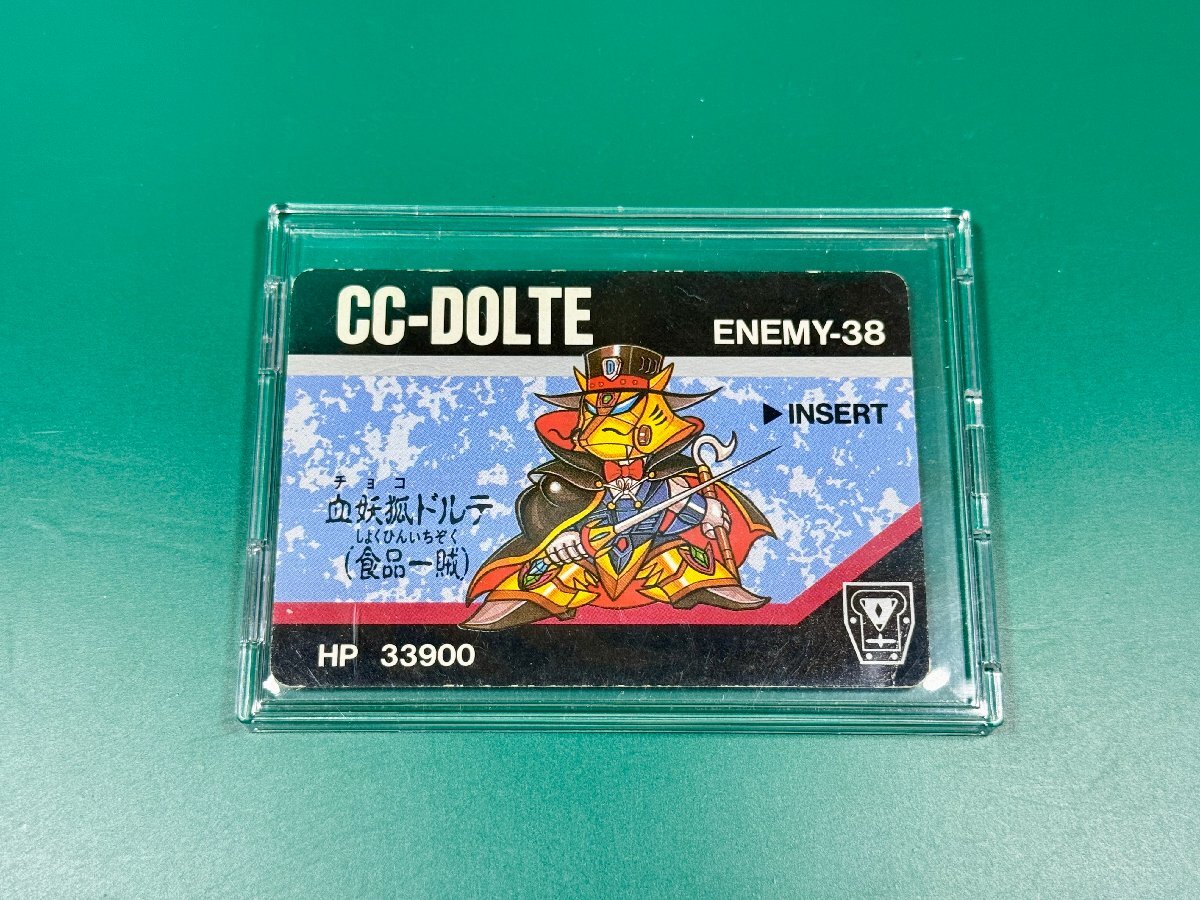 CC-DOLTE
ENEMY-38
D
▶INSERT
チョコ
血妖狐ドルテ
しょくひんいちぞく
(食品一賊)
HP 33900